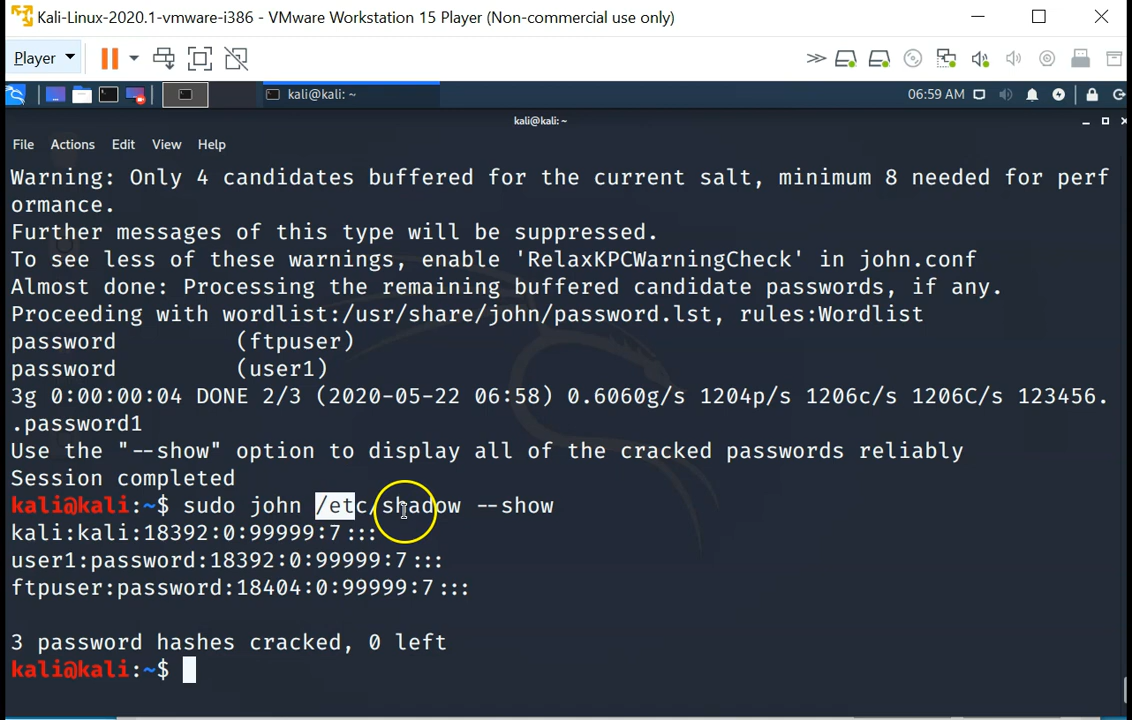 Kali-Linux-2020.1-vmware-i386 - VMware Workstation 15 Player (Non-commercial use only)
Player
kali@kali: ~
06:59 AM
kali@kali:~
File Actions Edit View Help
Warning: Only 4 candidates buffered for the current salt, minimum 8 needed for perf
ormance.
Further messages of this type will be suppressed.
To see less of these warnings, enable 'RelaxKPCWarningCheck' in john.conf
Almost done: Processing the remaining buffered candidate passwords, if any.
Proceeding with wordlist:/usr/share/john/password.lst, rules:Wordlist
password (ftpuser)
password (user1)
3g 0:00:00:04 DONE 2/3 (2020-05-22 06:58) 0.6060g/s 1204p/s 1206c/s 1206C/s 123456.
.password1
Use the "--show" option to display all of the cracked passwords reliably
Session completed
kali@kali:~$ sudo john /etc/shadow --show
kali:kali:18392:0:99999:7:::
user1:password:18392:0:99999:7:::
ftpuser:password:18404:0:99999:7:::
3 password hashes cracked, 0 left
kali@kali:~$